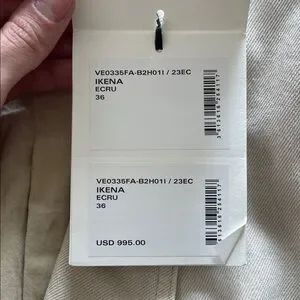 VE0335FA-B2H01I / 23EC
IKENA
ECRU
36
VE0335FA-B2H01I / 23EC
IKENA
ECRU
36
USD 995.00